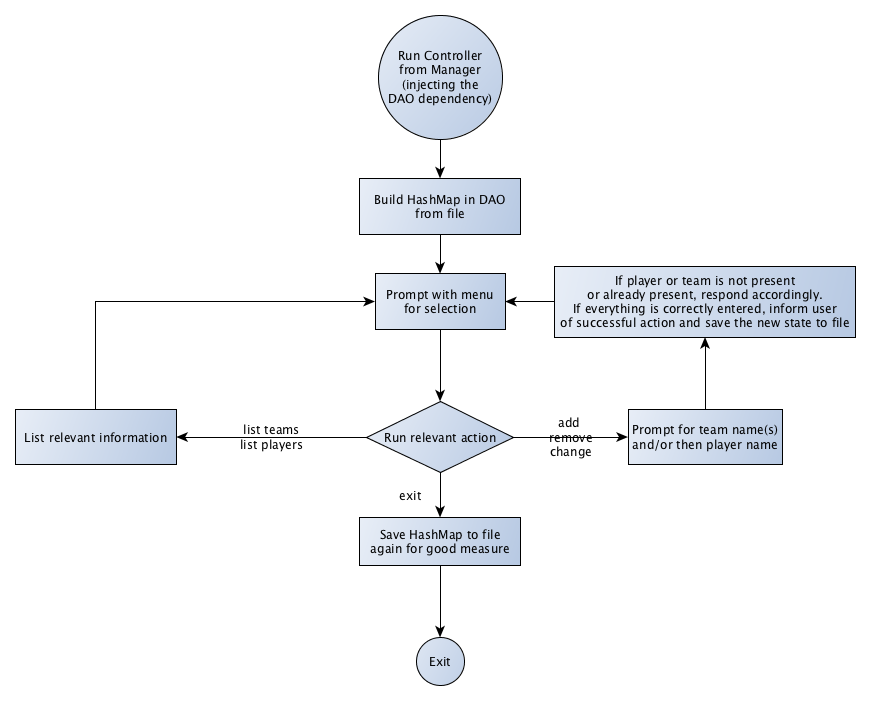 Run Controller
from Manager
(injecting the
DAO dependency)
Build HashMap in DAO
from file
Prompt with menu
for selection
If player or team is not present
or already present, respond accordingly.
If everything is correctly entered, inform user
of successful action and save the new state to file
List relevant information
list teams
list players
Run relevant action
add
remove
change
Prompt for team name(s)
and/or then player name
exit
Save HashMap to file
again for good measure
Exit